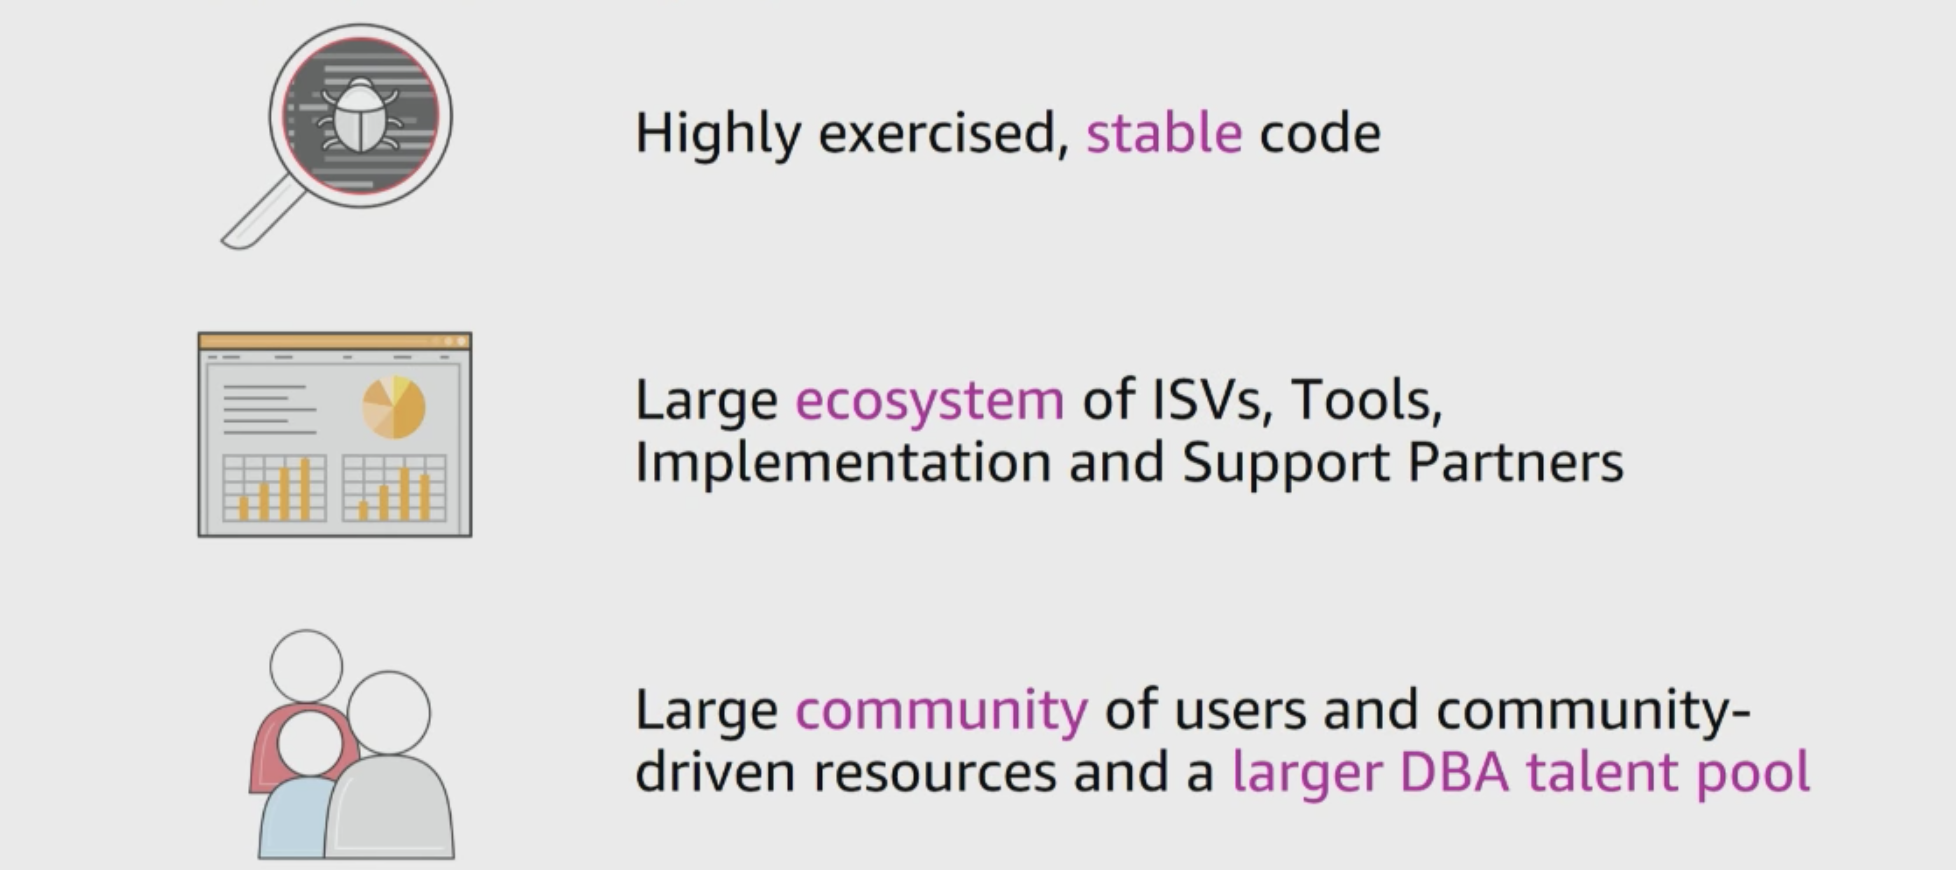 Highly exercised, stable code
Large ecosystem of ISVs, Tools,
Implementation and Support Partners
Large community of users and community-
driven resources and a larger DBA talent pool